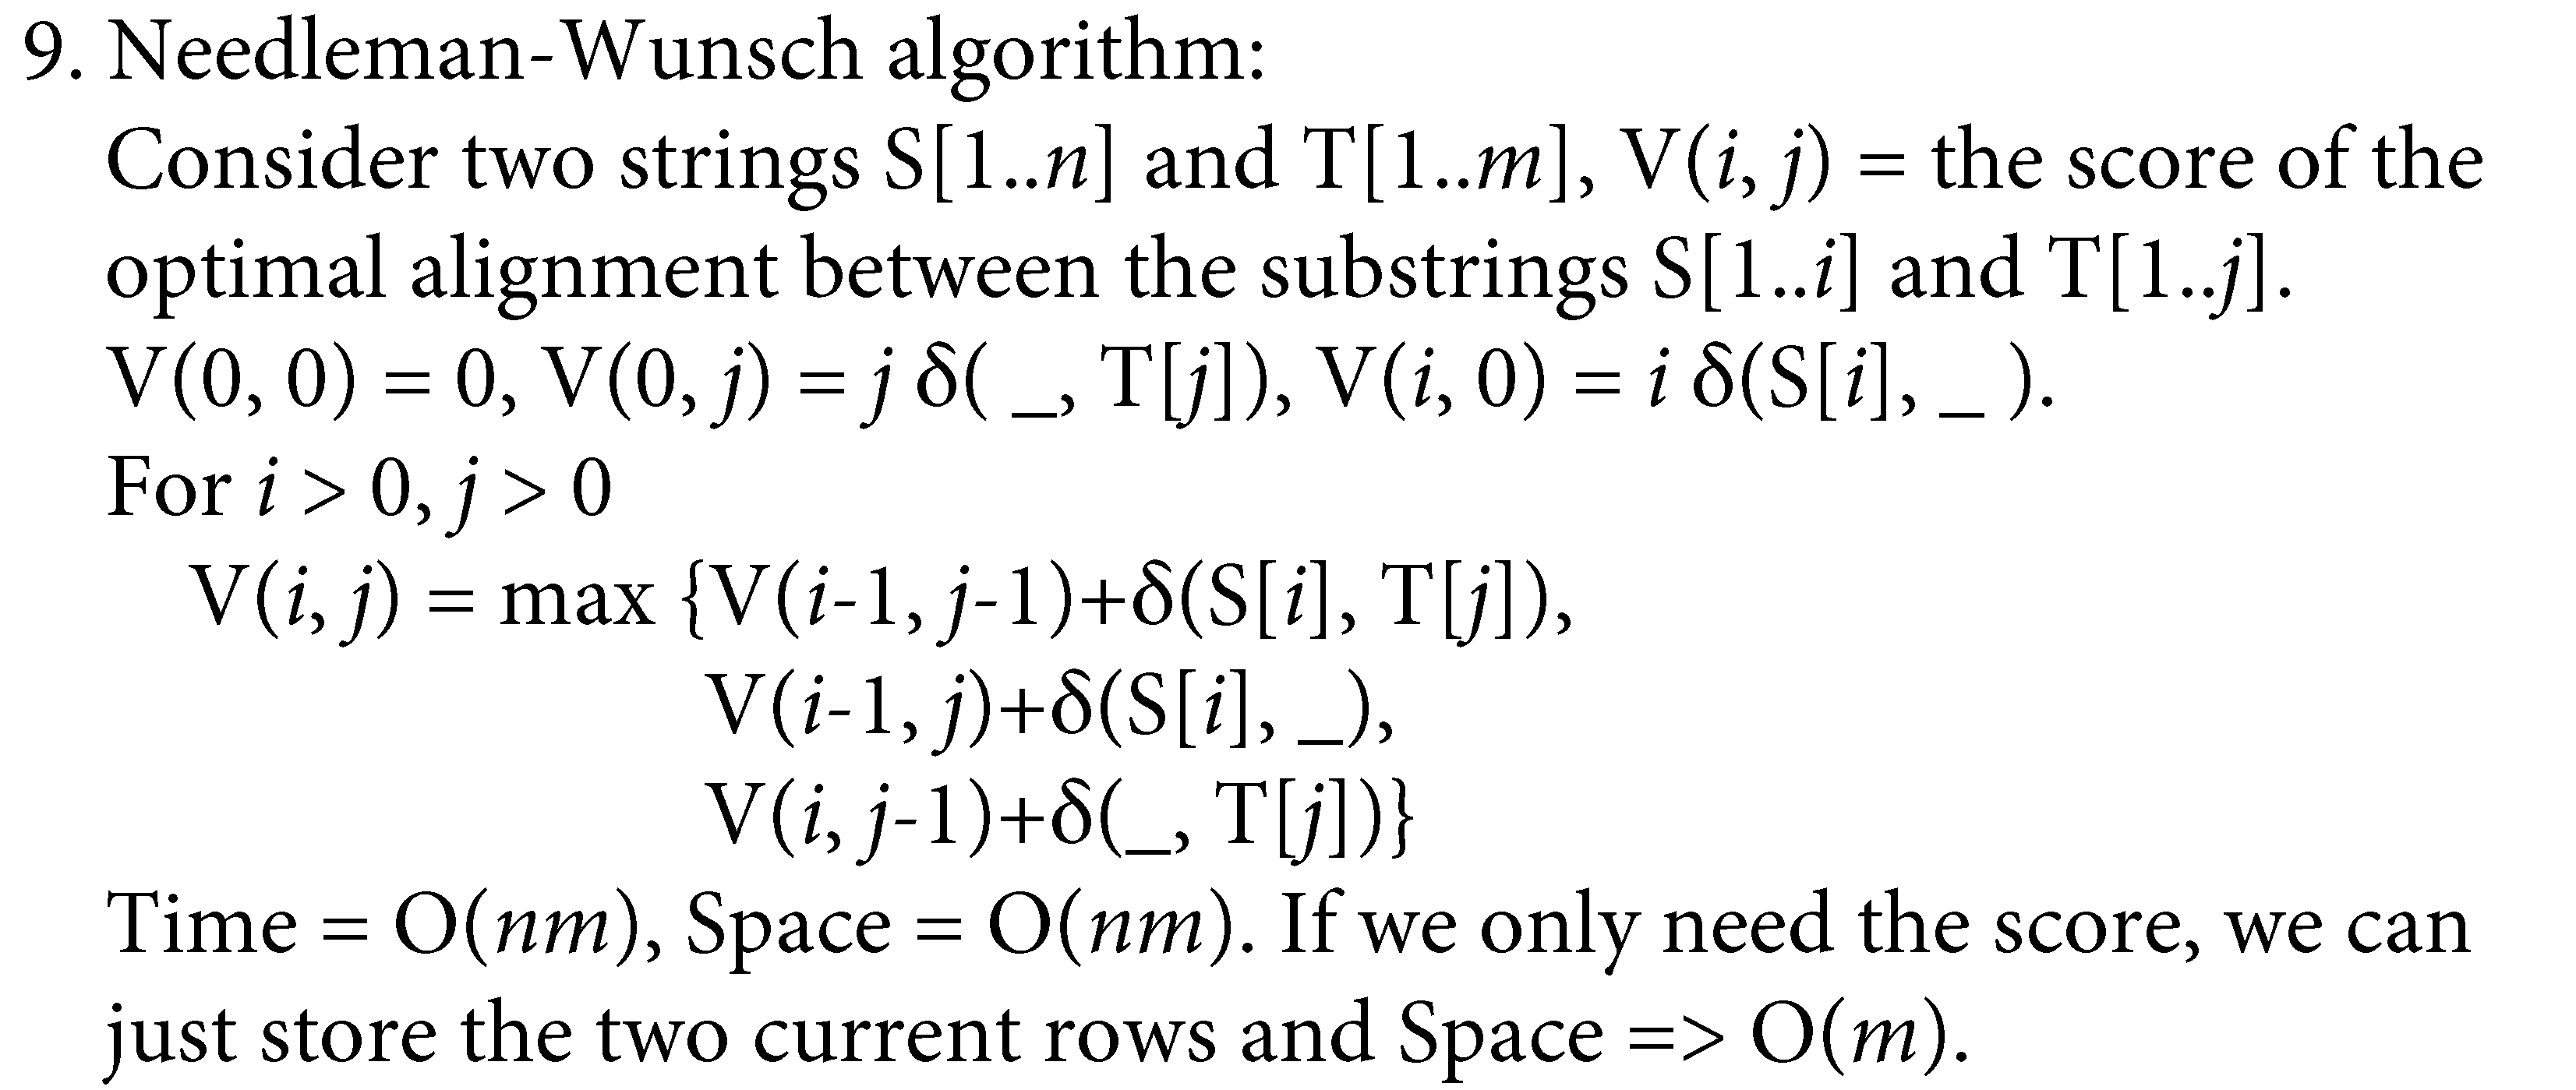 9. Needleman-Wunsch algorithm:
Consider two strings S[1..n] and T[1..m], V(i, j) = the score of the
optimal alignment between the substrings S[1..i] and T[1..j].
V(0, 0) = 0, V(0, j) = j δ( _, T[j]), V(i, 0) = i δ(S[i], _ ).
For i > 0, j > 0
V(i, j) = max {V(i-1, j-1)+δ(S[i], T[j]),
V(i-1, j)+δ(S[i], _),
V(i, j-1)+δ(_, T[j])}
Time = O(nm), Space = O(nm). If we only need the score, we can
just store the two current rows and Space => O(m).